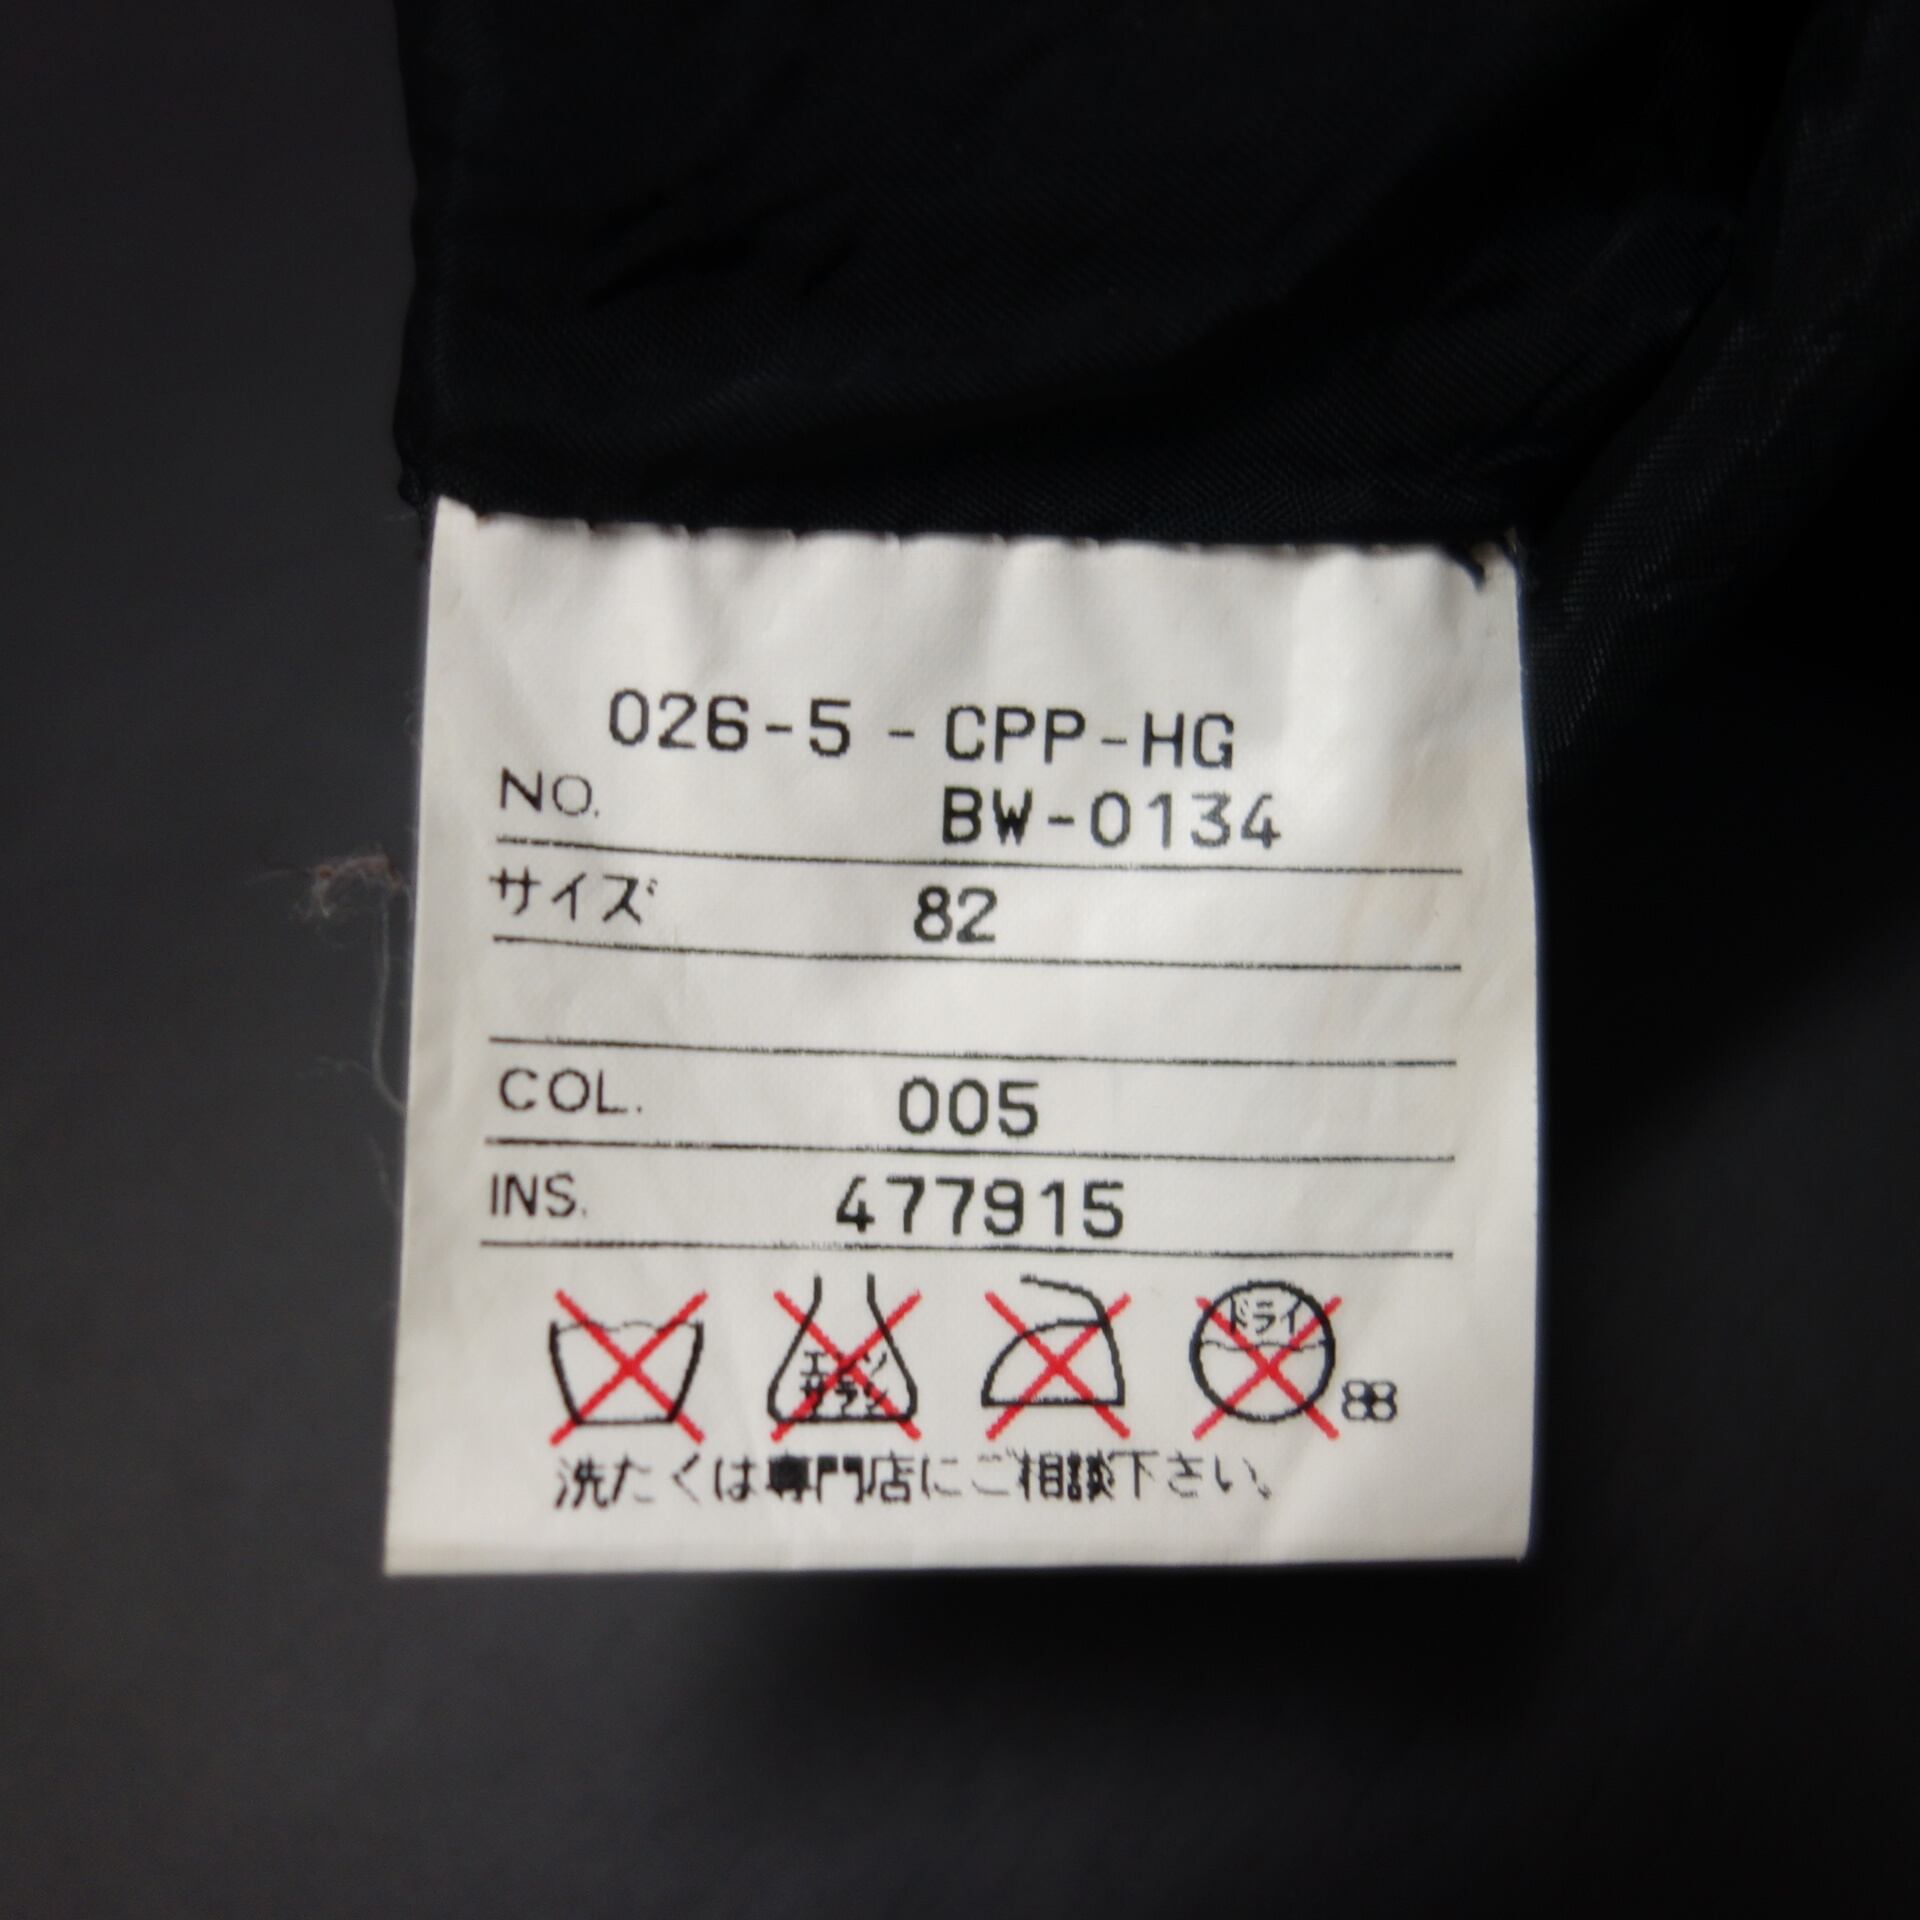 026-5-CPP-HG
NO. BW-0134
サイズ 82
COL. 005
INS. 477915
エンソ
サラシ
ドライ
88
洗たくは専門店にご相談下さい。